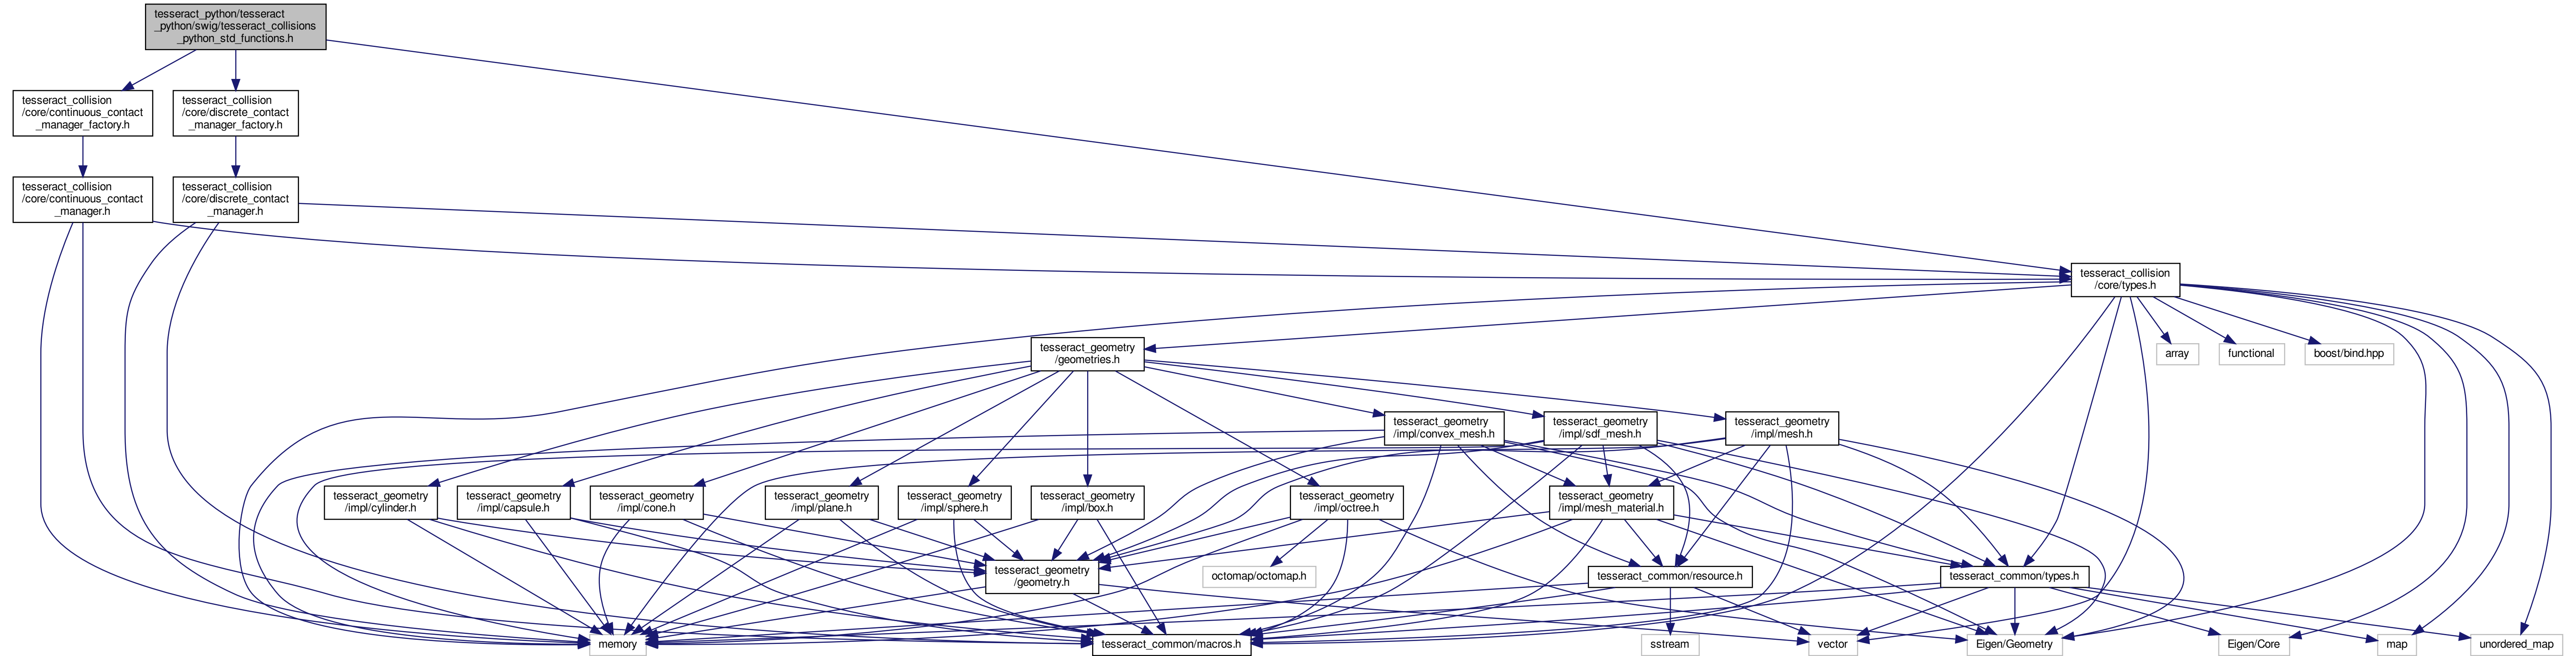 tesseract_python/tesseract
_python/swig/tesseract_collisions
_python_std_functions.h
tesseract_collision
/core/continuous_contact
_manager_factory.h
tesseract_collision
/core/discrete_contact
_manager_factory.h
tesseract_collision
/core/continuous_contact
_manager.h
tesseract_collision
/core/discrete_contact
_manager.h
tesseract_collision
/core/types.h
tesseract_geometry
/geometries.h
array
functional
boost/bind.hpp
tesseract_geometry
/impl/convex_mesh.h
tesseract_geometry
/impl/sdf_mesh.h
tesseract_geometry
/impl/mesh.h
tesseract_geometry
/impl/cylinder.h
tesseract_geometry
/impl/capsule.h
tesseract_geometry
/impl/cone.h
tesseract_geometry
/impl/plane.h
tesseract_geometry
/impl/sphere.h
tesseract_geometry
/impl/box.h
tesseract_geometry
/impl/octree.h
tesseract_geometry
/impl/mesh_material.h
tesseract_geometry
/geometry.h
octomap/octomap.h
tesseract_common/resource.h
tesseract_common/types.h
memory
tesseract_common/macros.h
sstream
vector
Eigen/Geometry
Eigen/Core
map
unordered_map